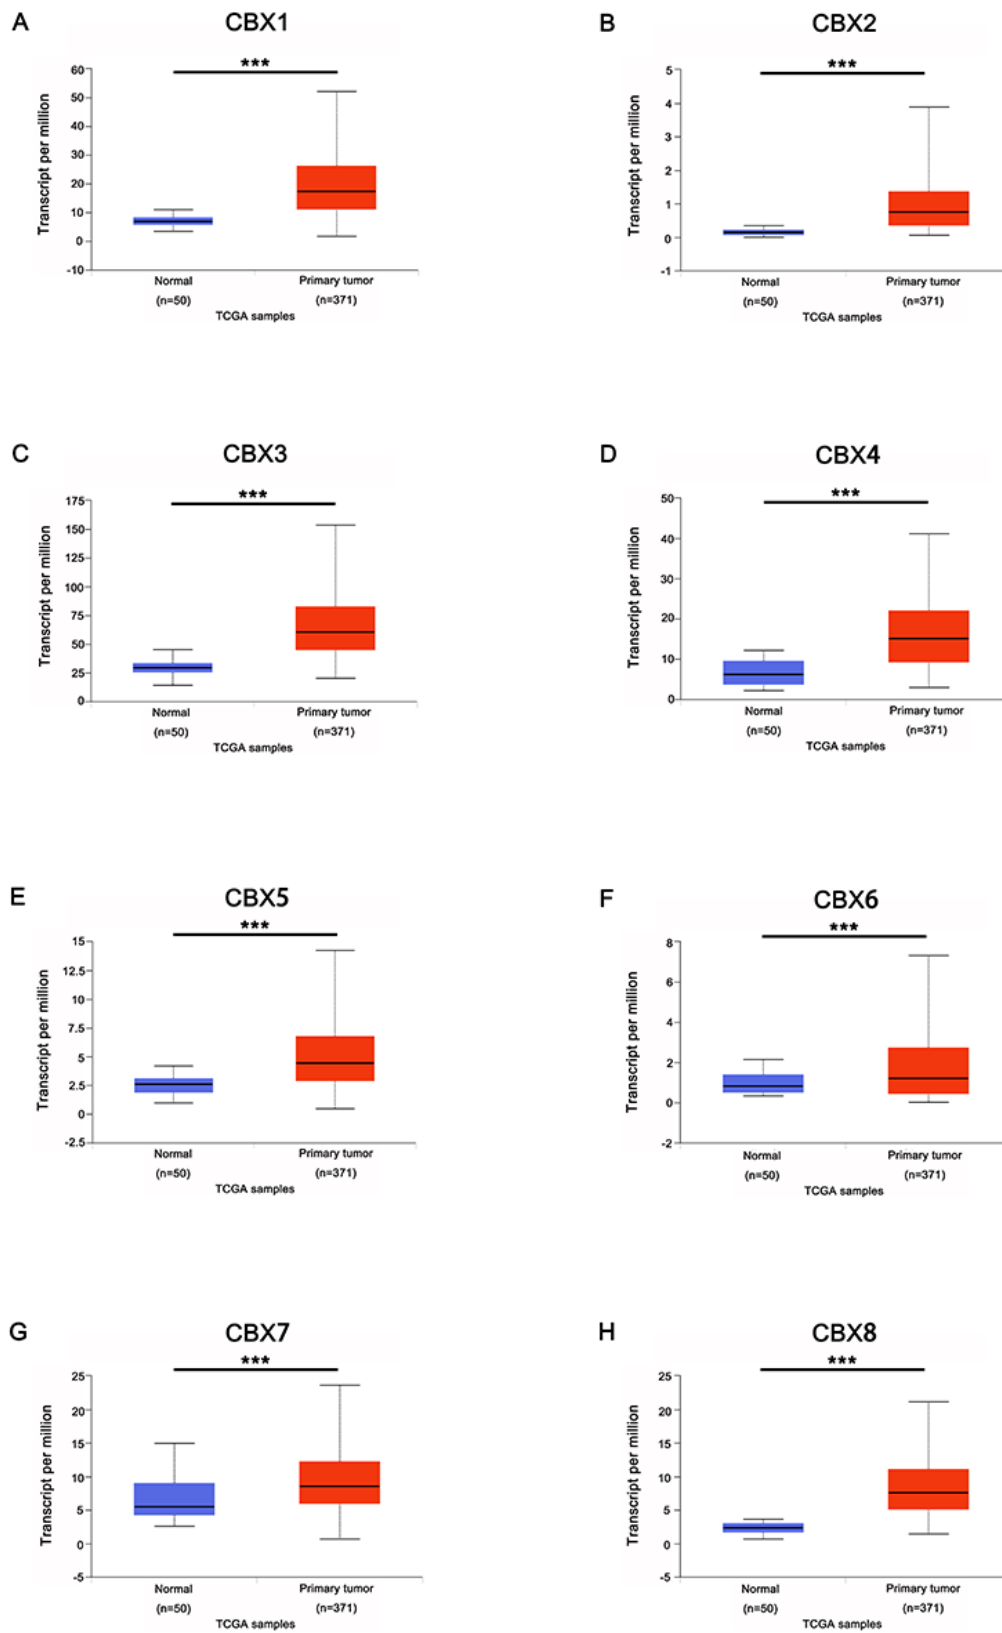 A
CBX1
***
Transcript per million
60
50
40
30
20
10
0
-10
Normal
Primary tumor
(n=50)
(n=371)
TCGA samples
B
CBX2
***
Transcript per million
5
4
3
2
1
0
-1
Normal
Primary tumor
(n=50)
(n=371)
TCGA samples
C
CBX3
***
Transcript per million
175
150
125
100
75
50
25
0
Normal
Primary tumor
(n=50)
(n=371)
TCGA samples
D
CBX4
***
Transcript per million
50
40
30
20
10
0
Normal
Primary tumor
(n=50)
(n=371)
TCGA samples
E
CBX5
***
Transcript per million
15
12.5
10
7.5
5
2.5
0
-2.5
Normal
Primary tumor
(n=50)
(n=371)
TCGA samples
F
CBX6
***
Transcript per million
8
6
4
2
0
-2
Normal
Primary tumor
(n=50)
(n=371)
TCGA samples
G
CBX7
***
Transcript per million
25
20
15
10
5
0
-5
Normal
Primary tumor
(n=50)
(n=371)
TCGA samples
H
CBX8
***
Transcript per million
25
20
15
10
5
0
-5
Normal
Primary tumor
(n=50)
(n=371)
TCGA samples